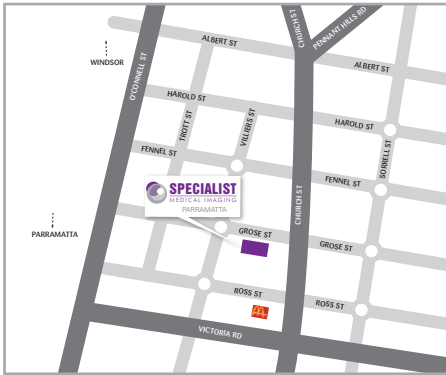 CHURCH ST
PENNANT HILLS RD
ALBERT ST
WINDSOR
O'CONNELL ST
ALBERT ST
HAROLD ST
TROTT ST
VILLIERS ST
HAROLD ST
SORRELL ST
FENNEL ST
FENNEL ST
SPECIALIST
MEDICAL IMAGING
PARRAMATTA
CHURCH ST
PARRAMATTA
GROSE ST
GROSE ST
ROSS ST
ROSS ST
VICTORIA RD